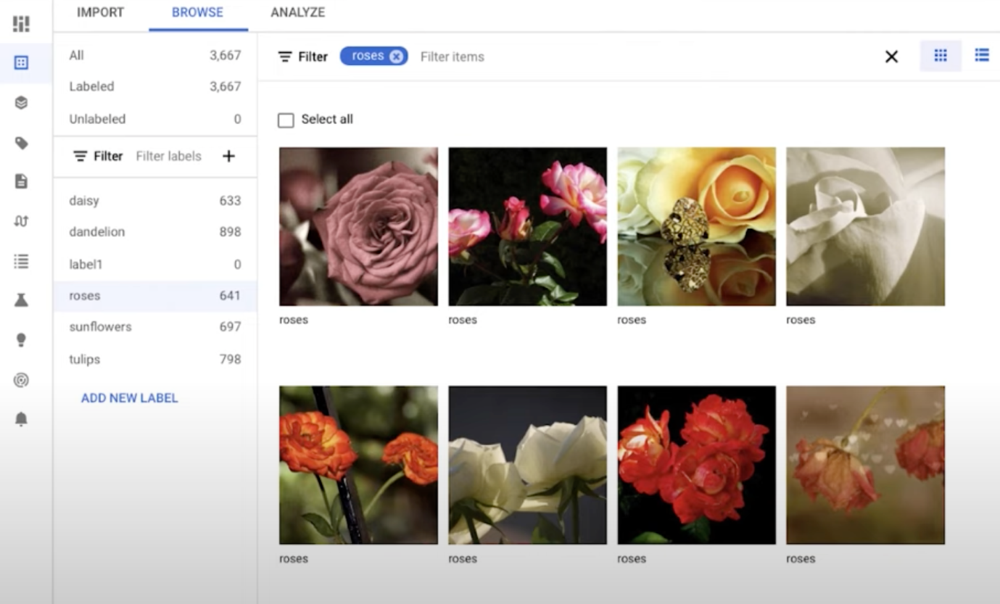 IMPORT BROWSE ANALYZE
All 3,667
Labeled 3,667
Unlabeled 0
Filter Filter labels +
daisy 633
dandelion 898
label1 0
roses 641
sunflowers 697
tulips 798
ADD NEW LABEL
Filter roses Filter items
Select all
roses roses roses roses
roses roses roses roses